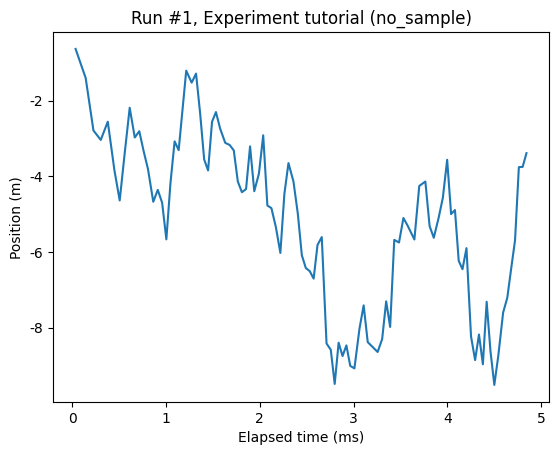 Run #1, Experiment tutorial (no_sample)
Position (m)
-2
-4
-6
-8
0 1 2 3 4 5
Elapsed time (ms)